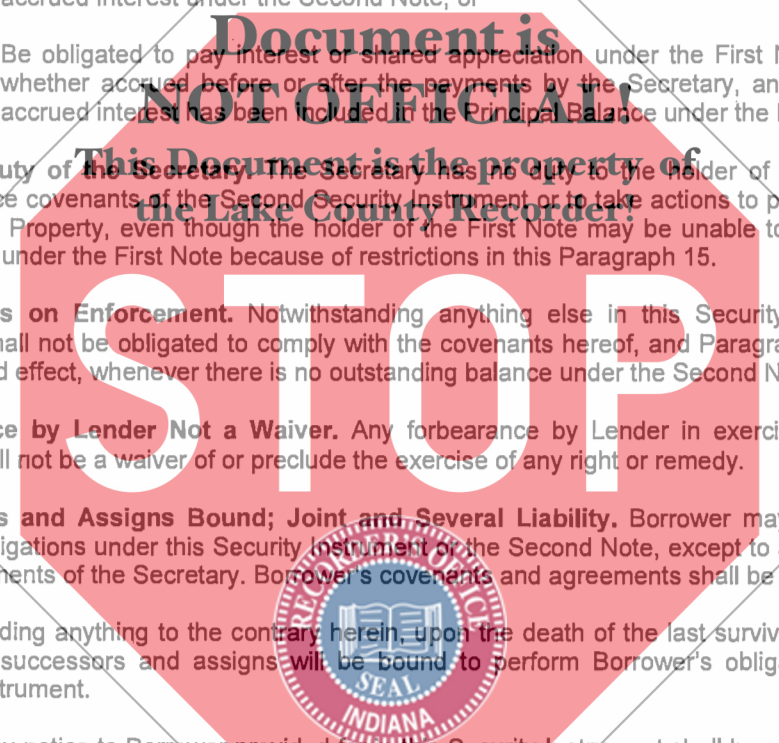 accrued interest under the Second Note, or
Document is
Be obligated to pay interest or shared appreciation under the First
whether accrued before or after the payments by the Secretary, an
NOT OFFICIAL!
accrued interest has been included in the Principal Balance under the
This Document is the property of
uty of the Secretary. The Secretary has no duty to the holder of
e covenants of the Second Security Instrument or to take actions to p
the Lake County Recorder!
Property, even though the holder of the First Note may be unable to
under the First Note because of restrictions in this Paragraph 15.
s on Enforcement. Notwithstanding anything else in this Security
hall not be obligated to comply with the covenants hereof, and Paragra
d effect, whenever there is no outstanding balance under the Second N
STOP
ce by Lender Not a Waiver. Any forbearance by Lender in exerci
ll not be a waiver of or preclude the exercise of any right or remedy.
s and Assigns Bound; Joint and Several Liability. Borrower may
igations under this Security Instrument or the Second Note, except to
nents of the Secretary. Borrower's covenants and agreements shall be
RECORDER'S OFFICE
SEAL
INDIANA
ding anything to the contrary herein, upon the death of the last surviv
successors and assigns will be bound to perform Borrower's oblig
trument.